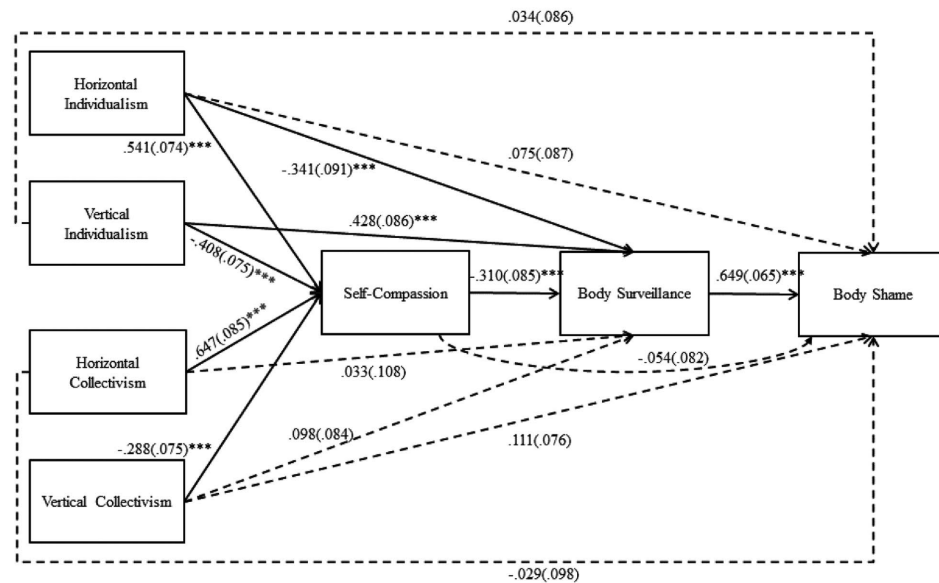 .034(.086)
Horizontal
Individualism
.541(.074)***
-.341(.091)***
.075(.087)
Vertical
Individualism
.428(.086)***
-.408(.075)***
Self-Compassion
-.310(.085)***
Body Surveillance
.649(.065)***
Body Shame
Horizontal
Collectivism
.647(.085)***
.033(.108)
-.054(.082)
-.288(.075)***
.098(.084)
.111(.076)
Vertical Collectivism
-.029(.098)